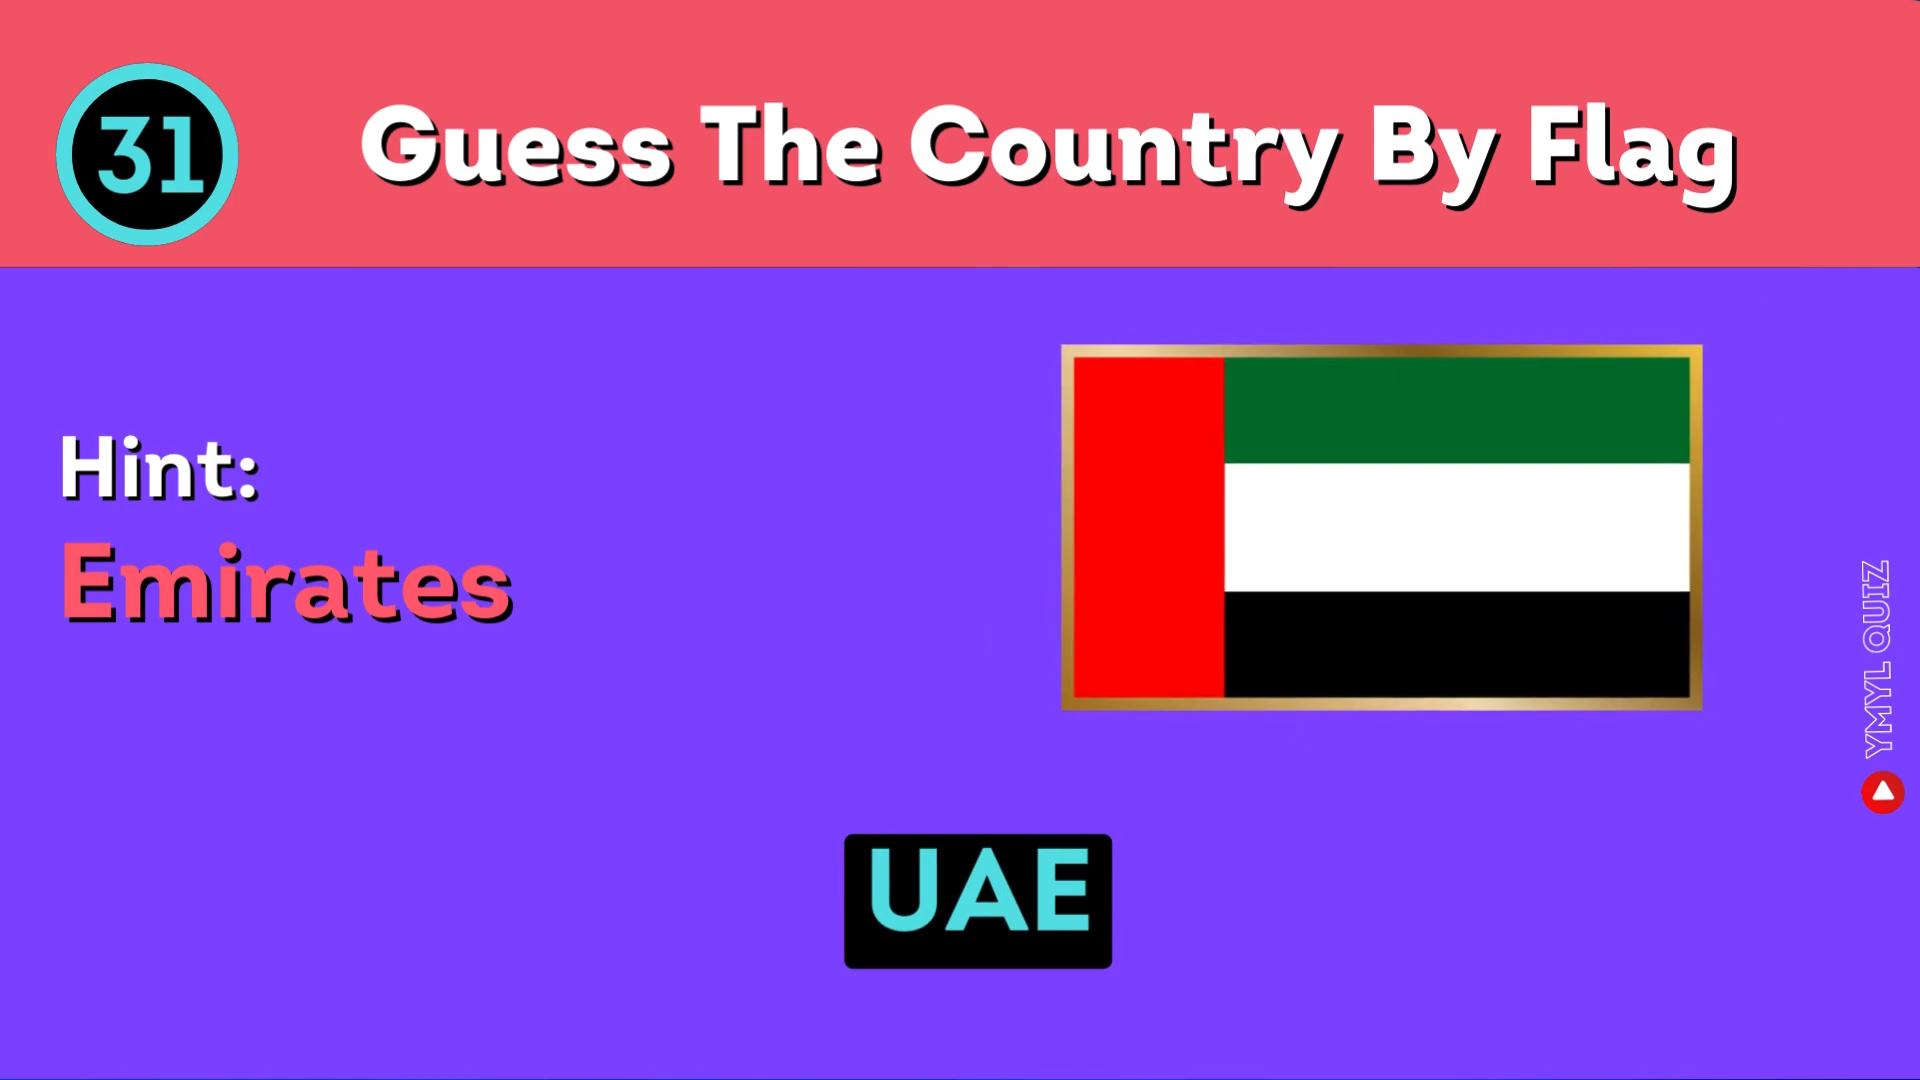 31
Guess The Country By Flag
Hint:
Emirates
UAE
YMYL QUIZ